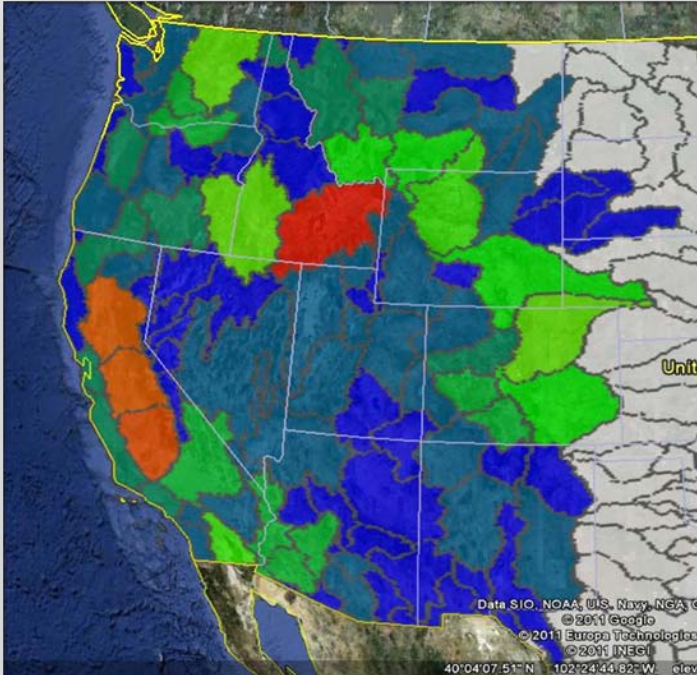 Unit
Data SIO, NOAA, U.S. Navy, NGA,
© 2011 Google
© 2011 Europa Technologies
© 2011 INEGI
40°04'07.51" N 102°24'44.82" W elev